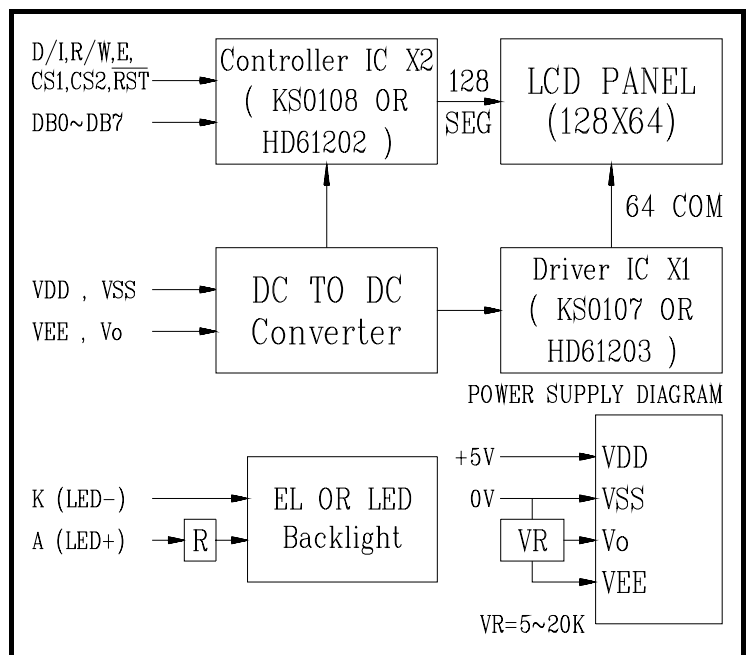 D/I,R/W,E,
CS1,CS2,R̅S̅T̅
DB0~DB7
Controller IC X2
( KS0108 OR
HD61202 )
128
SEG
LCD PANEL
(128X64)
64 COM
VDD , VSS
VEE , Vo
DC TO DC
Converter
Driver IC X1
( KS0107 OR
HD61203 )
POWER SUPPLY DIAGRAM
K (LED-)
A (LED+)
R
EL OR LED
Backlight
+5V
0V
VR
VDD
VSS
Vo
VEE
VR=5~20K